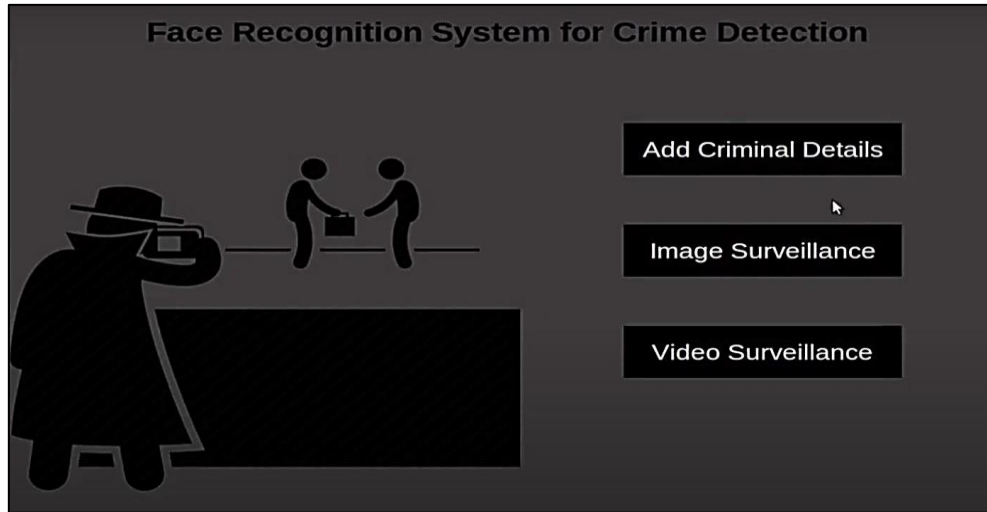 Face Recognition System for Crime Detection
Add Criminal Details
Image Surveillance
Video Surveillance